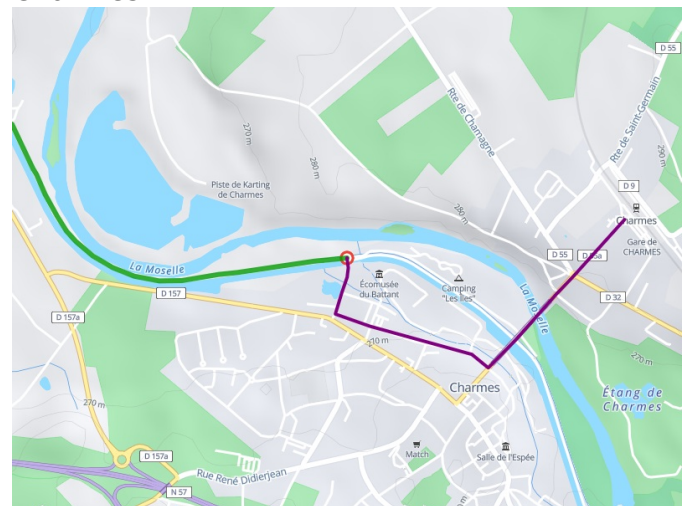 D 55
Rte de Chamagne
Rte de Saint-Germain
270 m
280 m
290 m
Piste de Karting
de Charmes
D 9
Charmes
Gare de
CHARMES
280 m
La Moselle
D 157
Écomusée
du Battant
Camping
"Les Iles"
La Moselle
D 55
D 32
D 157a
210 m
270 m
Charmes
Étang de
Charmes
270 m
D 157a
Match
Salle de l'Espée
Rue René Didierjean
N 57